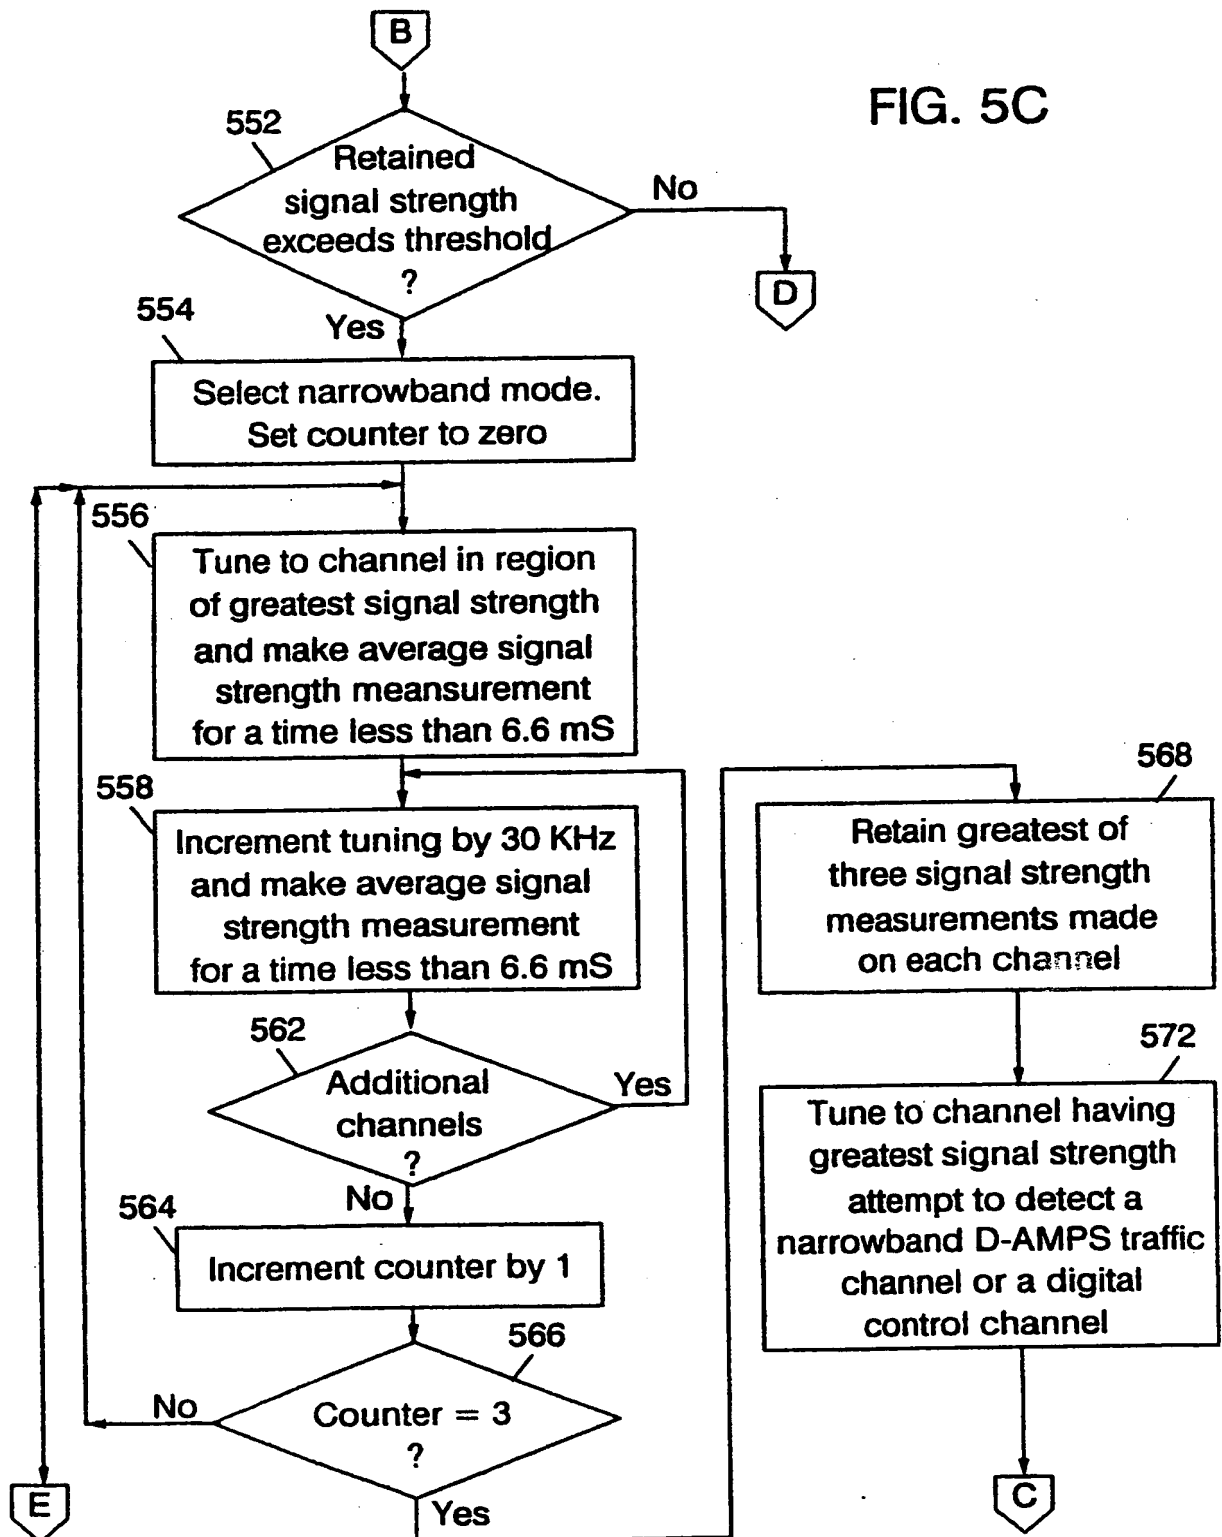 B
FIG. 5C
552
Retained
signal strength
exceeds threshold
?
No
D
Yes
554
Select narrowband mode.
Set counter to zero
556
Tune to channel in region
of greatest signal strength
and make average signal
strength meansurement
for a time less than 6.6 mS
558
Increment tuning by 30 KHz
and make average signal
strength measurement
for a time less than 6.6 mS
562
Additional
channels
?
Yes
No
564
Increment counter by 1
566
Counter = 3
?
No
Yes
E
568
Retain greatest of
three signal strength
measurements made
on each channel
572
Tune to channel having
greatest signal strength
attempt to detect a
narrowband D-AMPS traffic
channel or a digital
control channel
C